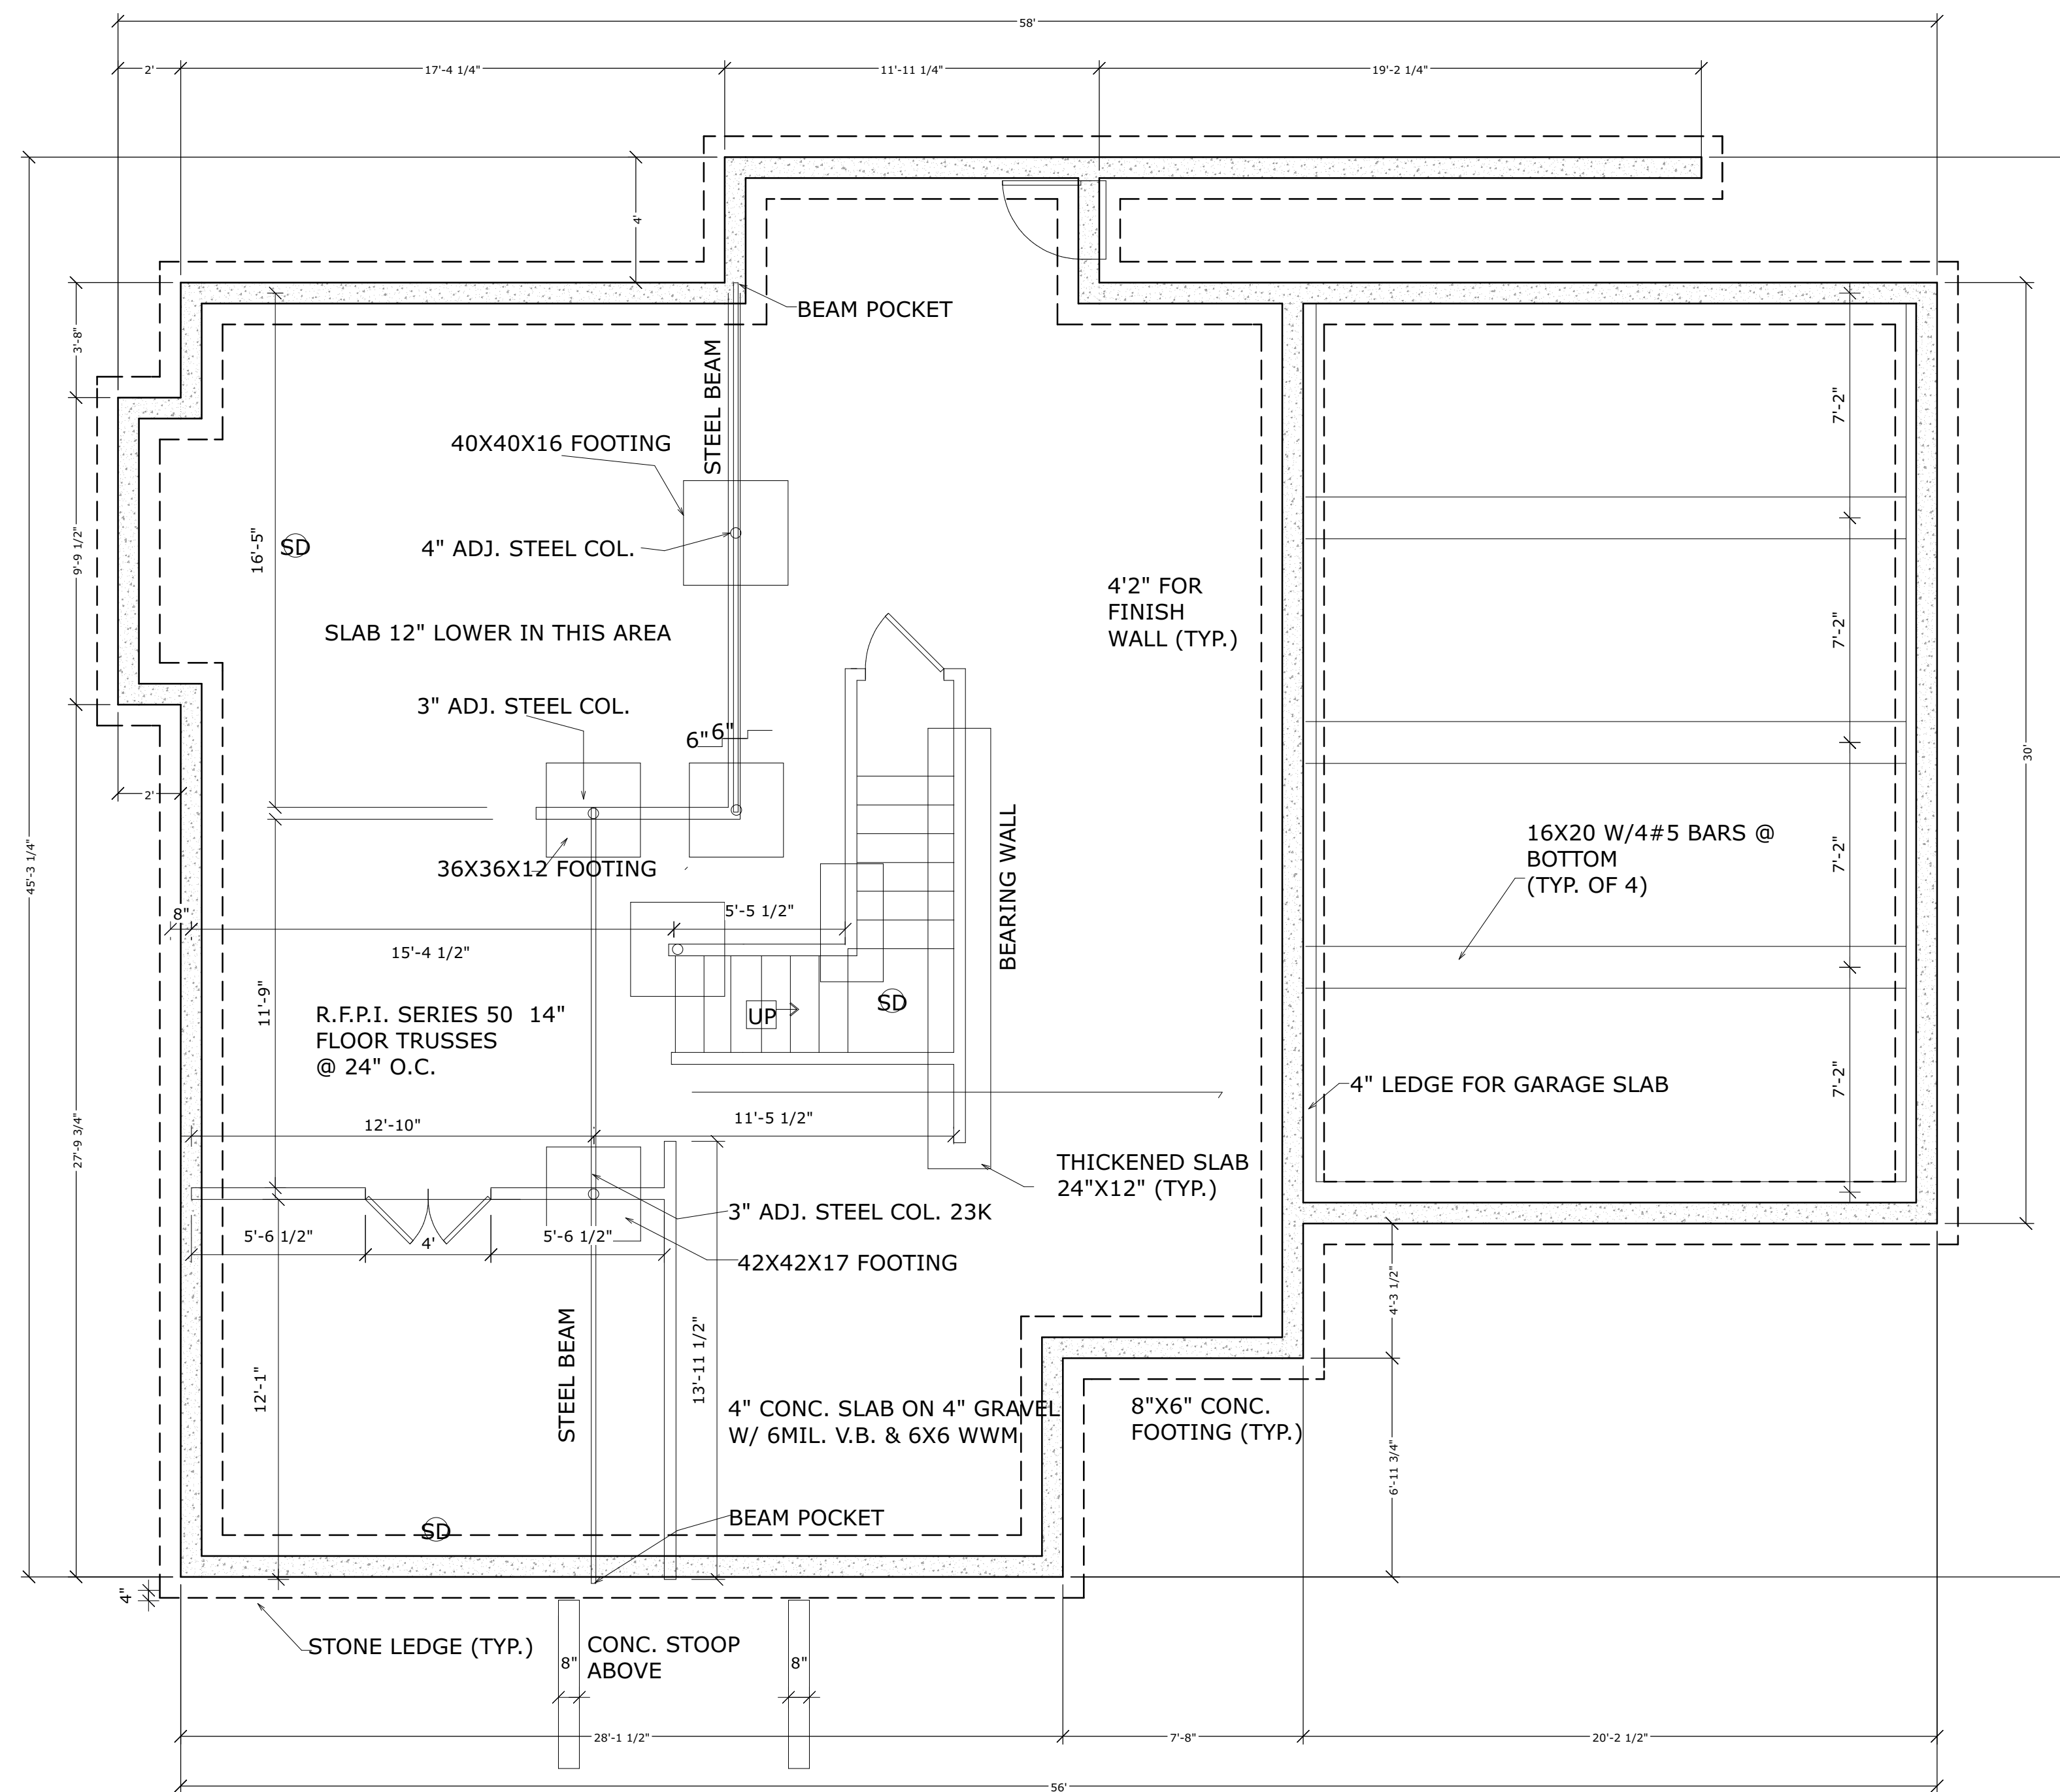 58'
2'
17'-4 1/4"
11'-11 1/4"
19'-2 1/4"
4'
BEAM POCKET
3'-8"
STEEL BEAM
7'-2"
40X40X16 FOOTING
9'-9 1/2"
16'-5"
SD
4" ADJ. STEEL COL.
4'2" FOR
FINISH
WALL (TYP.)
SLAB 12" LOWER IN THIS AREA
7'-2"
3" ADJ. STEEL COL.
6"
6"
30'
2'
45'-3 1/4"
36X36X12 FOOTING
BEARING WALL
16X20 W/4#5 BARS @
BOTTOM
(TYP. OF 4)
7'-2"
8"
5'-5 1/2"
15'-4 1/2"
11'-9"
SD
UP
R.F.P.I. SERIES 50 14"
FLOOR TRUSSES
@ 24" O.C.
7'-2"
4" LEDGE FOR GARAGE SLAB
12'-10"
11'-5 1/2"
27'-9 3/4"
THICKENED SLAB
24"X12" (TYP.)
3" ADJ. STEEL COL. 23K
5'-6 1/2"
4'
5'-6 1/2"
42X42X17 FOOTING
4'-3 1/2"
12'-1"
STEEL BEAM
13'-11 1/2"
4" CONC. SLAB ON 4" GRAVEL
W/ 6MIL. V.B. & 6X6 WWM
8"X6" CONC.
FOOTING (TYP.)
6'-11 3/4"
SD
BEAM POCKET
4"
STONE LEDGE (TYP.)
CONC. STOOP
ABOVE
8"
8"
28'-1 1/2"
7'-8"
20'-2 1/2"
56'